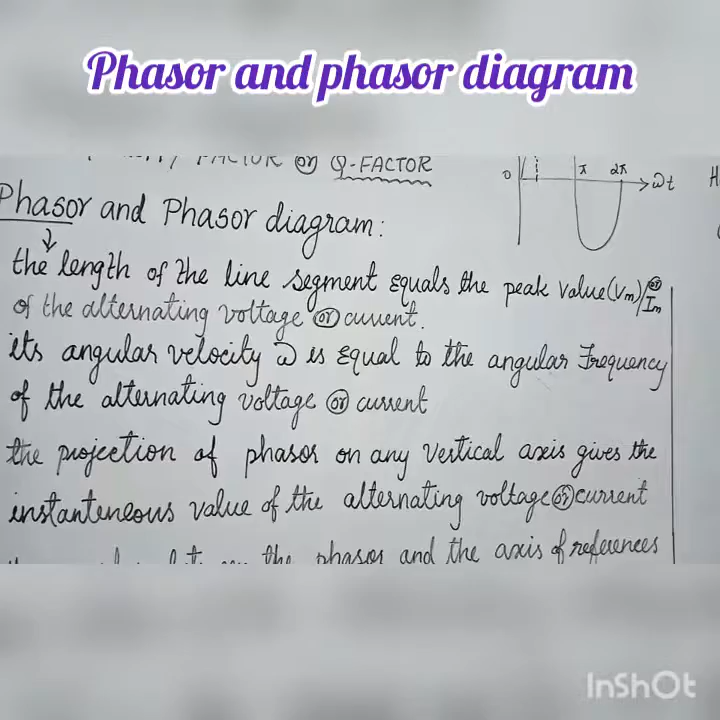 Phasor and phasor diagram
FACTOR or Q-FACTOR
0 π 2π ωt
H
Phasor and Phasor diagram:
the length of the line segment equals the peak value (Vm)/or Im
of the alternating voltage or current.
its angular velocity ω is equal to the angular Frequency
of the alternating voltage or current
the projection of phasor on any vertical axis gives the
instanteneous value of the alternating voltage or current
the phasor and the axis of references
InShOt